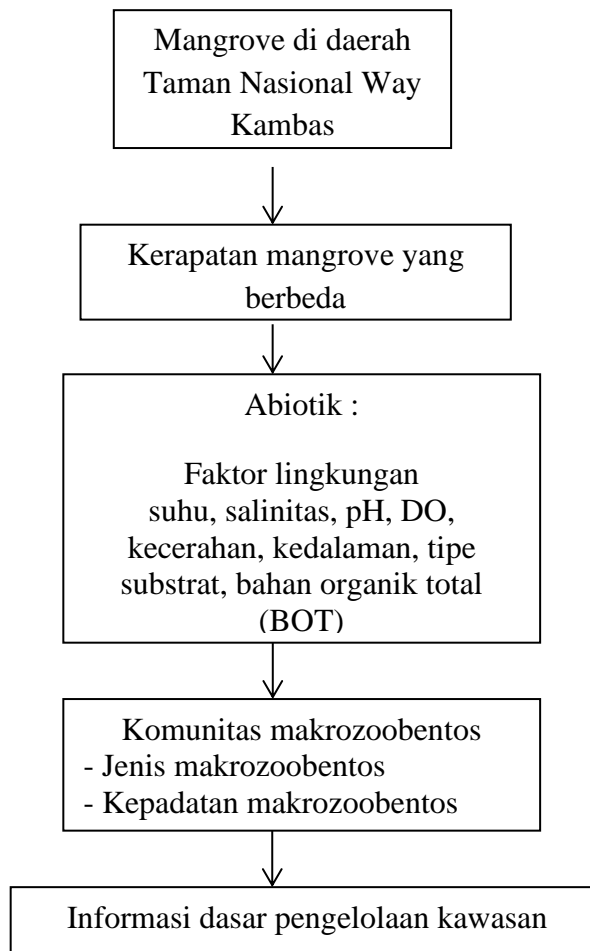 Mangrove di daerah
Taman Nasional Way
Kambas
Kerapatan mangrove yang
berbeda
Abiotik :
Faktor lingkungan
suhu, salinitas, pH, DO,
kecerahan, kedalaman, tipe
substrat, bahan organik total
(BOT)
Komunitas makrozoobentos
- Jenis makrozoobentos
- Kepadatan makrozoobentos
Informasi dasar pengelolaan kawasan